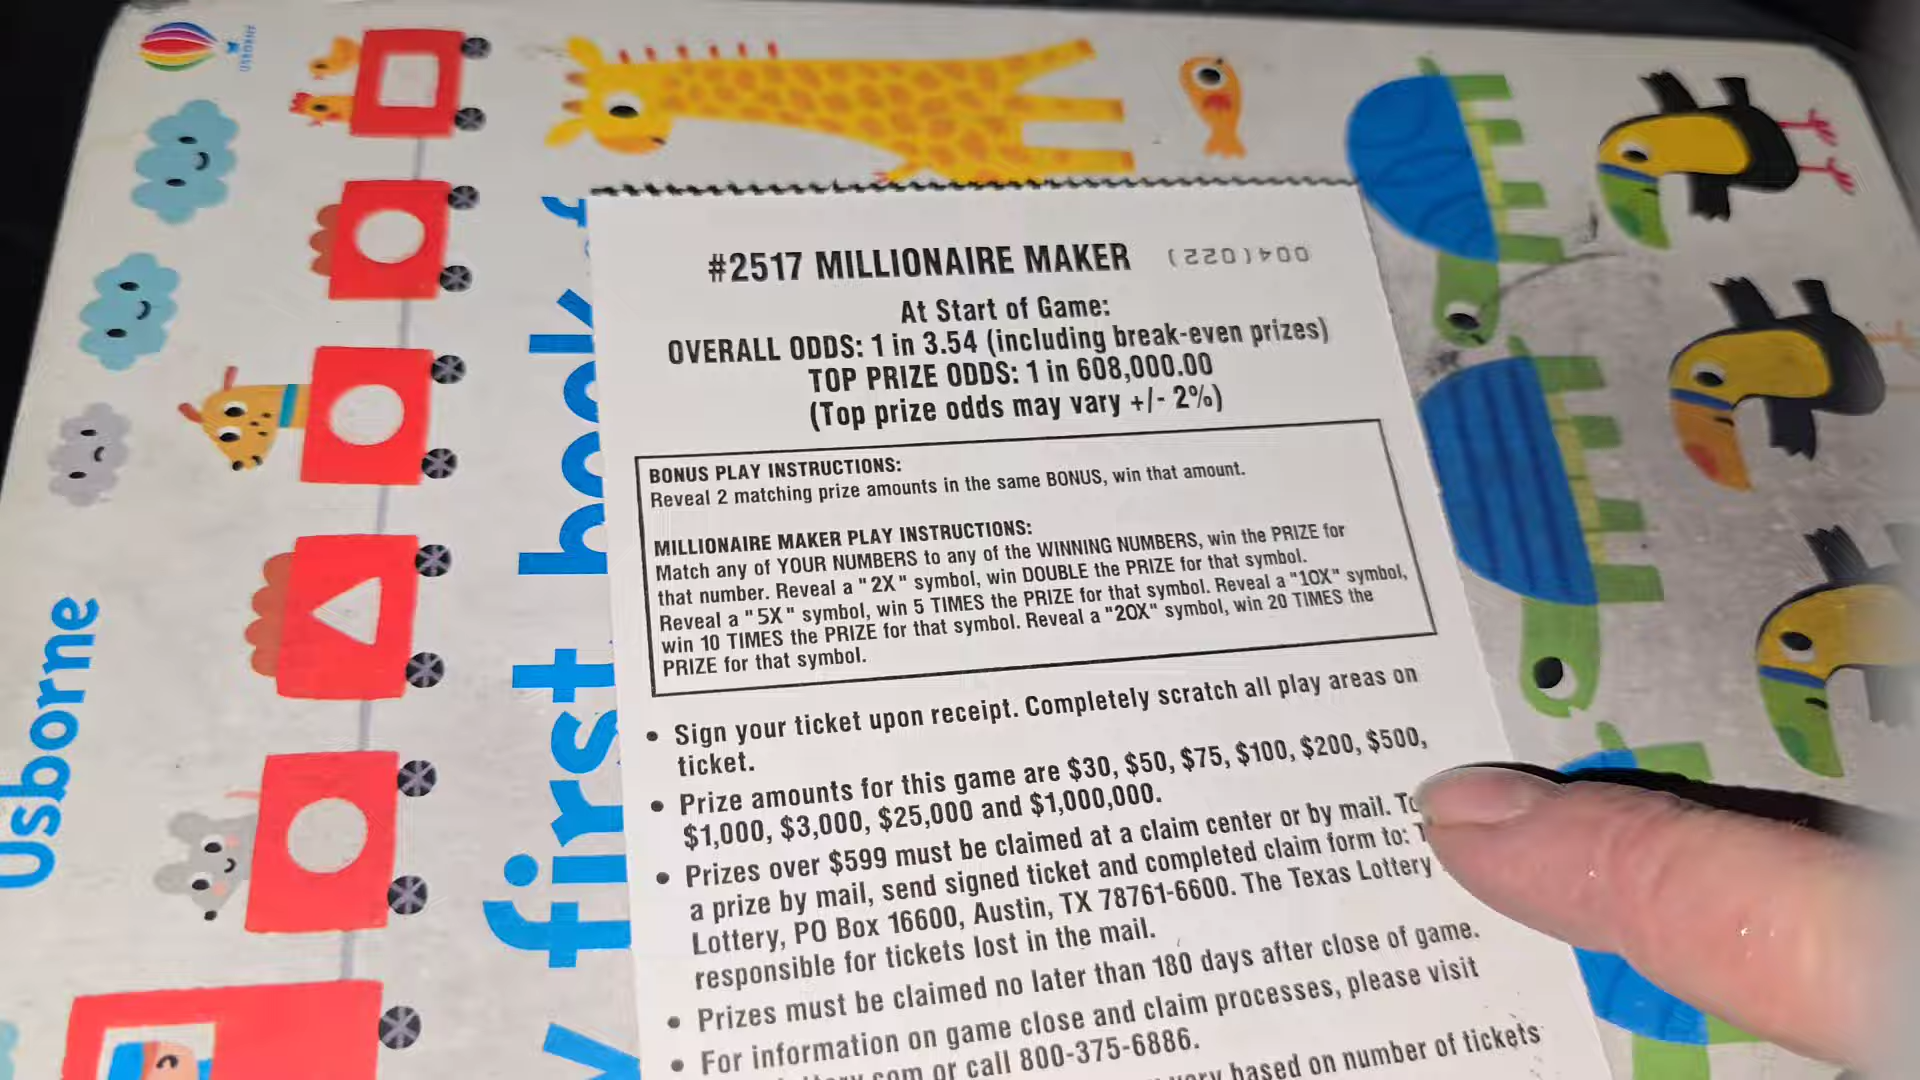 USBORNE
Usborne
first book
#2517 MILLIONAIRE MAKER 004(022)
At Start of Game:
OVERALL ODDS: 1 in 3.54 (including break-even prizes)
TOP PRIZE ODDS: 1 in 608,000.00
(Top prize odds may vary +/- 2%)
BONUS PLAY INSTRUCTIONS:
Reveal 2 matching prize amounts in the same BONUS, win that amount.
MILLIONAIRE MAKER PLAY INSTRUCTIONS:
Match any of YOUR NUMBERS to any of the WINNING NUMBERS, win the PRIZE for
that number. Reveal a "2X" symbol, win DOUBLE the PRIZE for that symbol.
Reveal a "5X" symbol, win 5 TIMES the PRIZE for that symbol. Reveal a "10X" symbol,
win 10 TIMES the PRIZE for that symbol. Reveal a "20X" symbol, win 20 TIMES the
PRIZE for that symbol.
• Sign your ticket upon receipt. Completely scratch all play areas on
ticket.
• Prize amounts for this game are $30, $50, $75, $100, $200, $500,
$1,000, $3,000, $25,000 and $1,000,000.
• Prizes over $599 must be claimed at a claim center or by mail. To
a prize by mail, send signed ticket and completed claim form to:
Lottery, PO Box 16600, Austin, TX 78761-6600. The Texas Lottery
responsible for tickets lost in the mail.
• Prizes must be claimed no later than 180 days after close of game.
• For information on game close and claim processes, please visit
or call 800-375-6886.
based on number of tickets